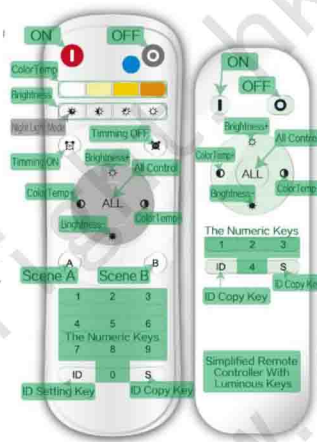 ON
OFF
I
O
ColorTemp
Brightness
Night Light Mode
Timming OFF
Timming ON
Brightness+
All Control
ColorTemp-
ALL
ColorTemp+
Brightness-
A
B
Scene A
Scene B
1 2 3
4 5 6
The Numeric Keys
7 8 9
ID 0 S
ID Setting Key
ID Copy Key
ON
OFF
I
O
Brightness+
All Control
ColorTemp-
ALL
ColorTemp+
Brightness-
The Numeric Keys
1 2 3
ID 4 S
ID Copy Key
ID Copy Key
Simplified Remote
Controller With
Luminous Keys